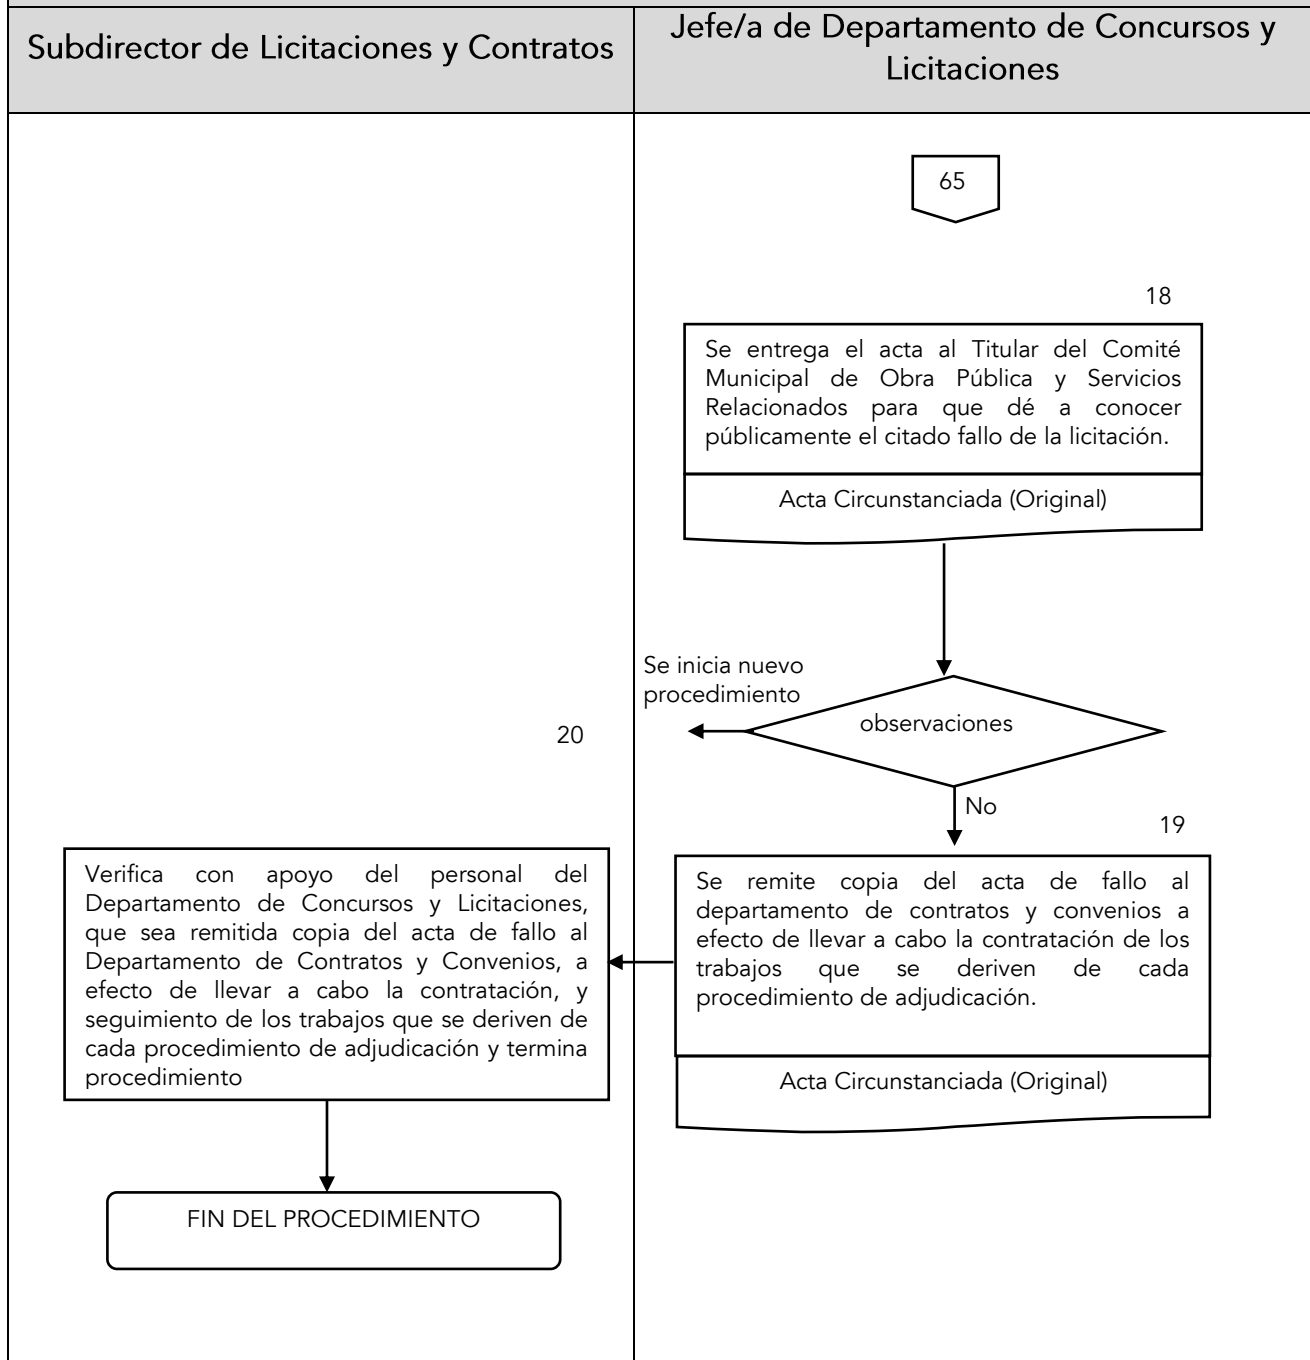 Subdirector de Licitaciones y Contratos
Jefe/a de Departamento de Concursos y
Licitaciones
65
18
Se entrega el acta al Titular del Comité
Municipal de Obra Pública y Servicios
Relacionados para que dé a conocer
públicamente el citado fallo de la licitación.
Acta Circunstanciada (Original)
Se inicia nuevo
procedimiento
observaciones
No
19
Se remite copia del acta de fallo al
departamento de contratos y convenios a
efecto de llevar a cabo la contratación de los
trabajos que se deriven de cada
procedimiento de adjudicación.
Acta Circunstanciada (Original)
20
Verifica con apoyo del personal del
Departamento de Concursos y Licitaciones,
que sea remitida copia del acta de fallo al
Departamento de Contratos y Convenios, a
efecto de llevar a cabo la contratación, y
seguimiento de los trabajos que se deriven de
cada procedimiento de adjudicación y termina
procedimiento
FIN DEL PROCEDIMIENTO